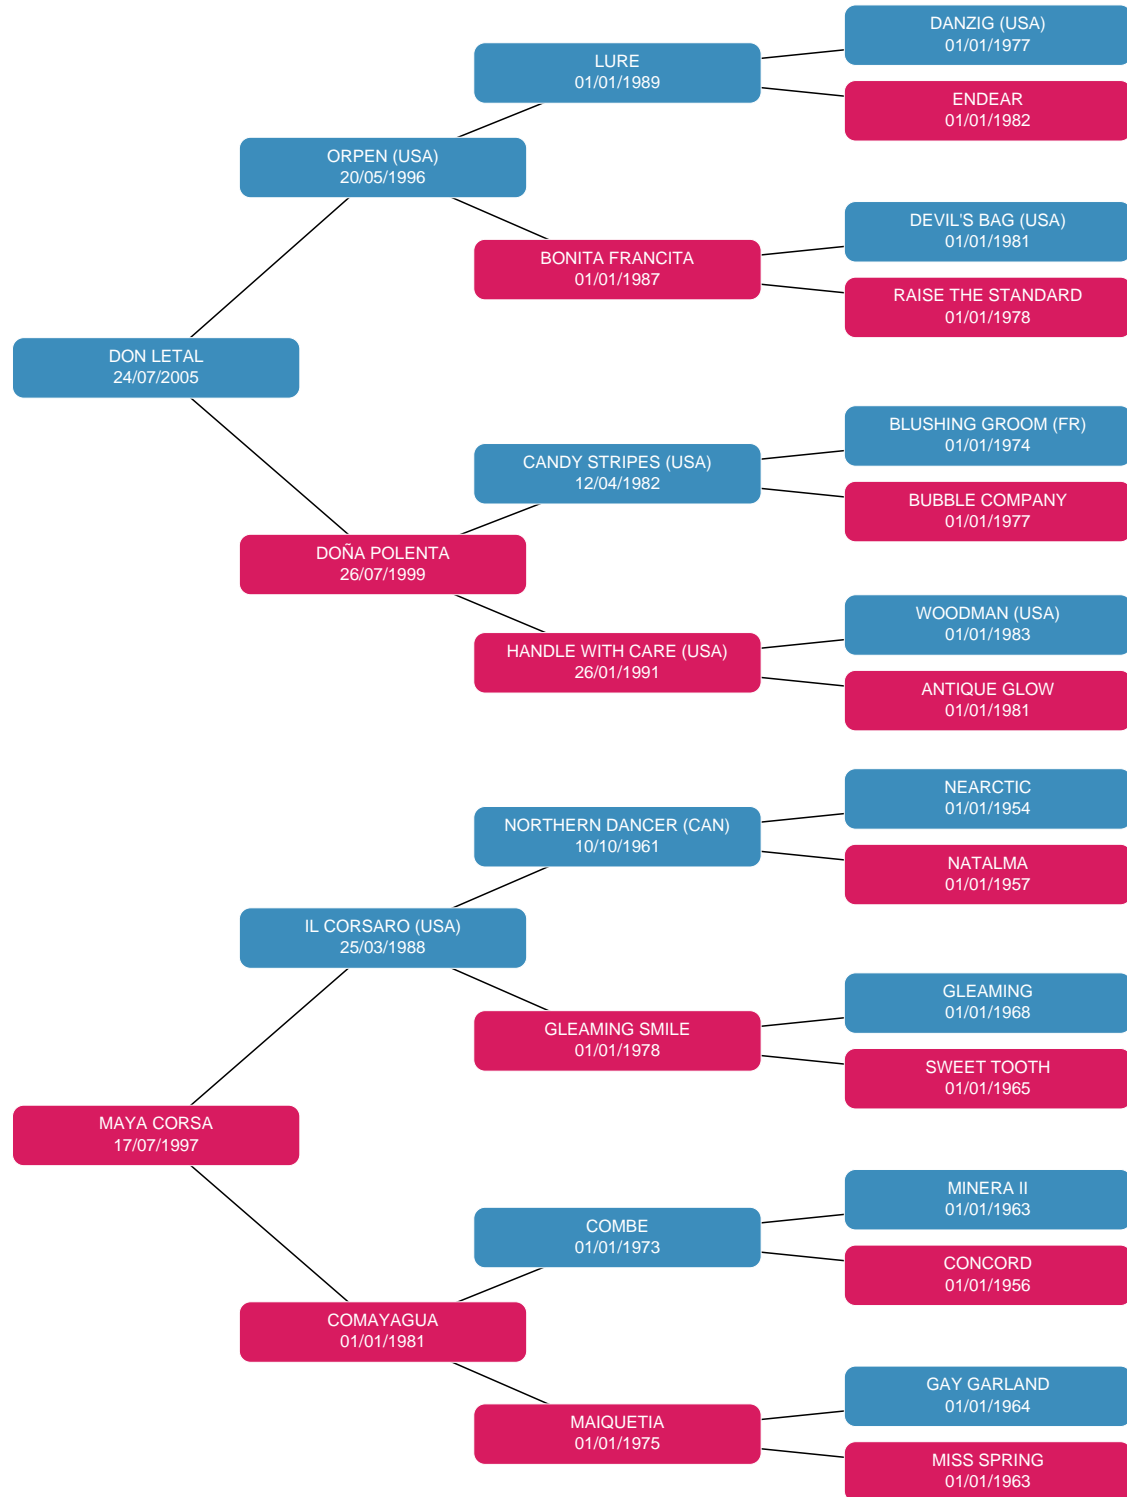 DANZIG (USA)
01/01/1977
LURE
01/01/1989
ENDEAR
01/01/1982
ORPEN (USA)
20/05/1996
DEVIL'S BAG (USA)
01/01/1981
BONITA FRANCITA
01/01/1987
RAISE THE STANDARD
01/01/1978
DON LETAL
24/07/2005
BLUSHING GROOM (FR)
01/01/1974
CANDY STRIPES (USA)
12/04/1982
BUBBLE COMPANY
01/01/1977
DOÑA POLENTA
26/07/1999
WOODMAN (USA)
01/01/1983
HANDLE WITH CARE (USA)
26/01/1991
ANTIQUE GLOW
01/01/1981
NEARCTIC
01/01/1954
NORTHERN DANCER (CAN)
10/10/1961
NATALMA
01/01/1957
IL CORSARO (USA)
25/03/1988
GLEAMING
01/01/1968
GLEAMING SMILE
01/01/1978
SWEET TOOTH
01/01/1965
MAYA CORSA
17/07/1997
MINERA II
01/01/1963
COMBE
01/01/1973
CONCORD
01/01/1956
COMAYAGUA
01/01/1981
GAY GARLAND
01/01/1964
MAIQUETIA
01/01/1975
MISS SPRING
01/01/1963